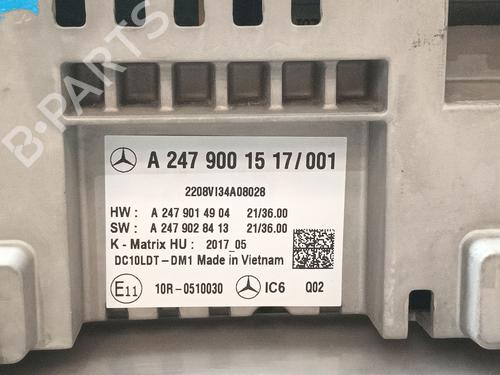 B-PARTS
A 247 900 15 17/001
2208VI34A08028
HW: A 247 901 49 04 21/36.00
SW: A 247 902 84 13 21/36.00
K - Matrix HU: 2017_05
DC10LDT-DM1 Made in Vietnam
E11 10R-0510030 IC6 Q02